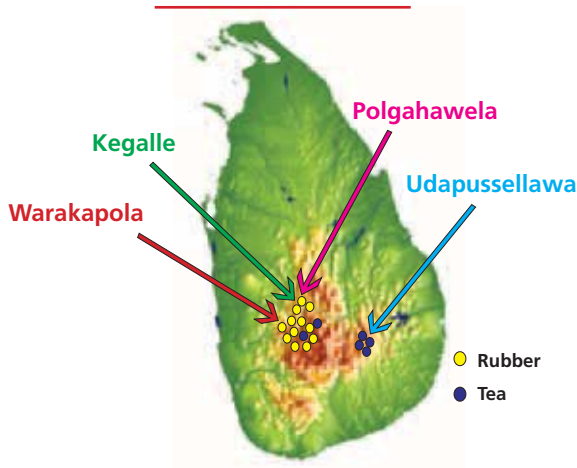 Polgahawela
Kegalle
Udapussellawa
Warakapola
Rubber
Tea